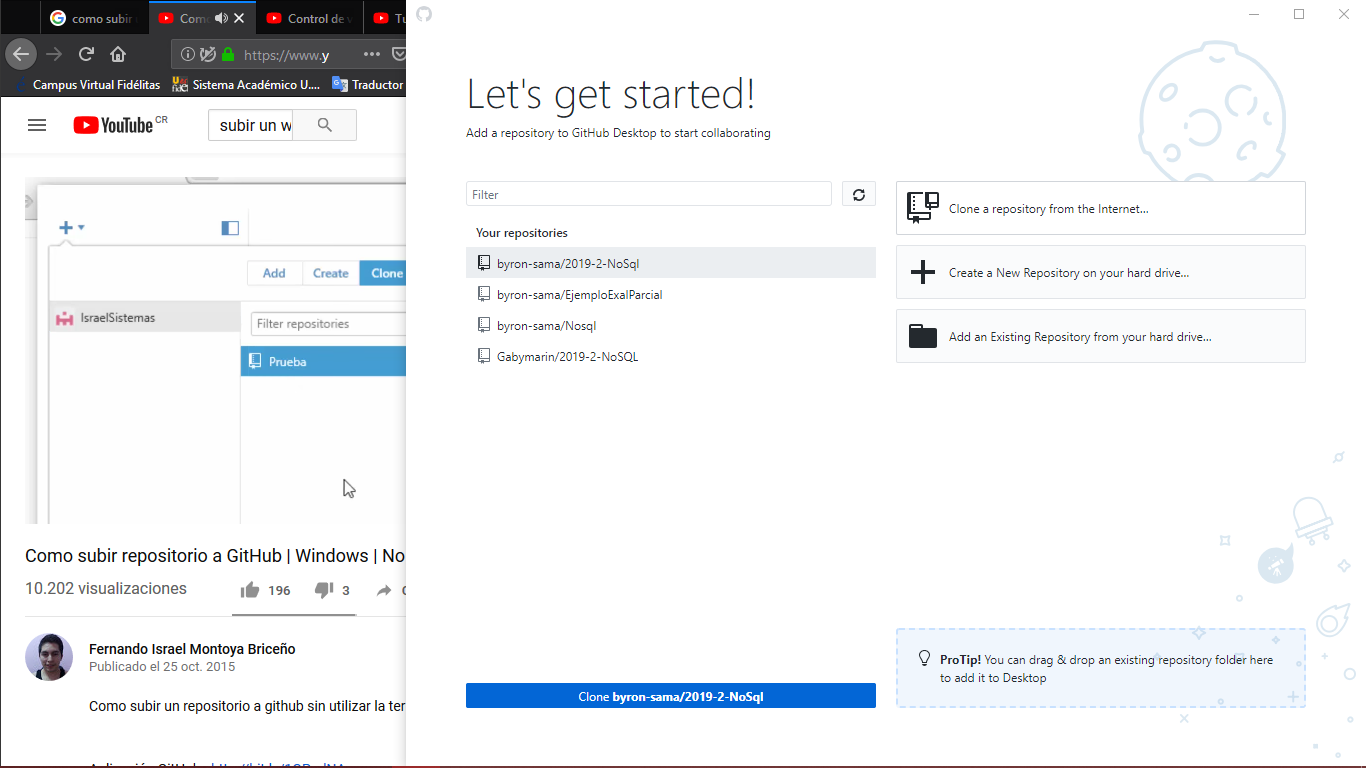 como subir
Com
Control de v
Tu
https://www.y
Campus Virtual Fidélitas
Sistema Académico U....
Traductor
YouTube CR
subir un w
Add
Create
Clone
IsraelSistemas
Filter repositories
Prueba
Como subir repositorio a GitHub | Windows | No
10.202 visualizaciones
196
3
Fernando Israel Montoya Briceño
Publicado el 25 oct. 2015
Como subir un repositorio a github sin utilizar la ter
Let's get started!
Add a repository to GitHub Desktop to start collaborating
Filter
Your repositories
byron-sama/2019-2-NoSql
byron-sama/EjemploExalParcial
byron-sama/Nosql
Gabymarin/2019-2-NoSQL
Clone byron-sama/2019-2-NoSql
Clone a repository from the Internet...
Create a New Repository on your hard drive...
Add an Existing Repository from your hard drive...
ProTip! You can drag & drop an existing repository folder here
to add it to Desktop